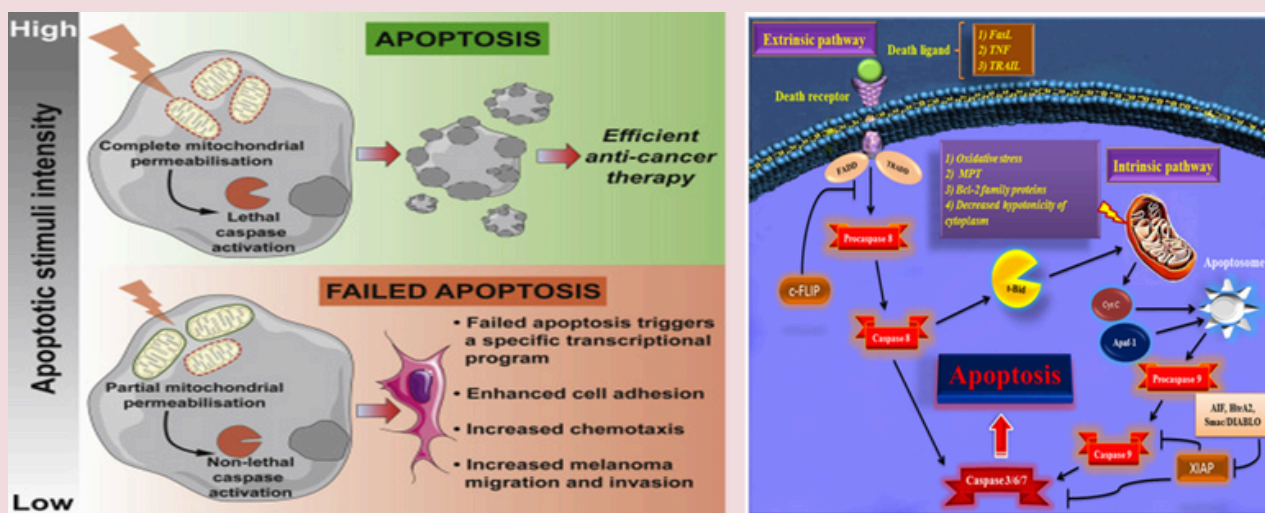 High
Apoptotic stimuli intensity
Low
APOPTOSIS
Complete mitochondrial
permeabilisation
Lethal
caspase
activation
Efficient
anti-cancer
therapy
FAILED APOPTOSIS
Partial mitochondrial
permeabilisation
Non-lethal
caspase
activation
• Failed apoptosis triggers
a specific transcriptional
program
• Enhanced cell adhesion
• Increased chemotaxis
• Increased melanoma
migration and invasion
Extrinsic pathway
Death ligand
1) FasL
2) TNF
3) TRAIL
Death receptor
FADD
TRADD
1) Oxidative stress
2) MPT
3) Bcl-2 family proteins
4) Decreased hypotonicity of
cytoplasm
Intrinsic pathway
Procaspase 8
c-FLIP
t-Bid
Apoptosome
Cyt C
Apaf-1
Caspase 8
Apoptosis
Procaspase 9
AIF, HtrA2,
Smac/DIABLO
Caspase 9
XIAP
Caspase 3/6/7